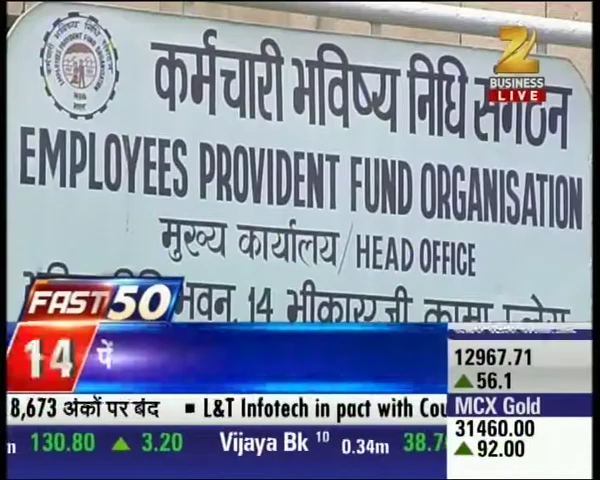 कर्मचारी भविष्य निधि संगठन
ZEE
BUSINESS
LIVE
EMPLOYEES PROVIDENT FUND ORGANISATION
मुख्य कार्यालय/HEAD OFFICE
भवन, 14 भीकाएजी कामा
FAST 50
14 पें
12967.71
▲ 56.1
8,673 अंकों पर बंद ▪ L&T Infotech in pact with
MCX Gold
31460.00
▲ 92.00
130.80 ▲ 3.20 Vijaya Bk 10 0.34m 38.7